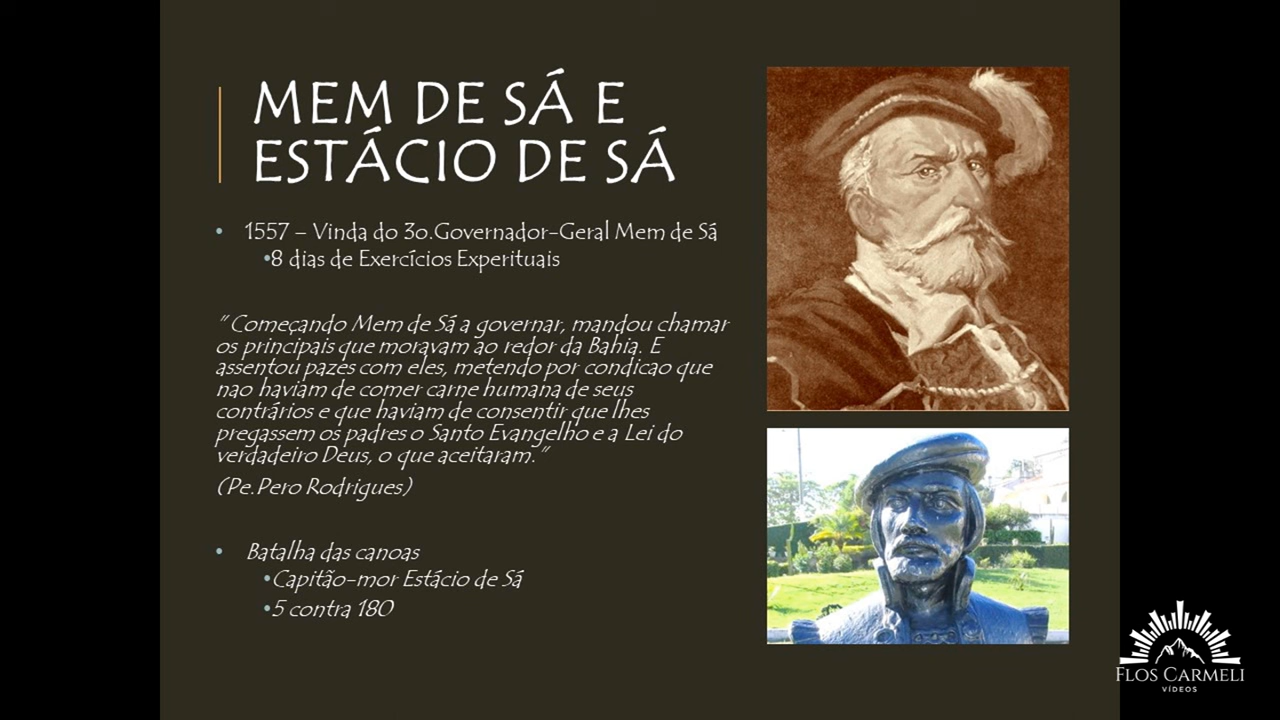 MEM DE SÁ E
ESTÁCIO DE SÁ
• 1557 – Vinda do 3o.Governador-Geral Mem de Sá
•8 dias de Exercícios Experituais
" Começando Mem de Sá a governar, mandou chamar
os principais que moravam ao redor da Bahia. E
assentou pazes com eles, metendo por condicao que
nao haviam de comer carne humana de seus
contrários e que haviam de consentir que lhes
pregassem os padres o Santo Evangelho e a Lei do
verdadeiro Deus, o que aceitaram."
(Pe.Pero Rodrigues)
• Batalha das canoas
•Capitão-mor Estácio de Sá
•5 contra 180
FLOS CARMELI
VÍDEOS